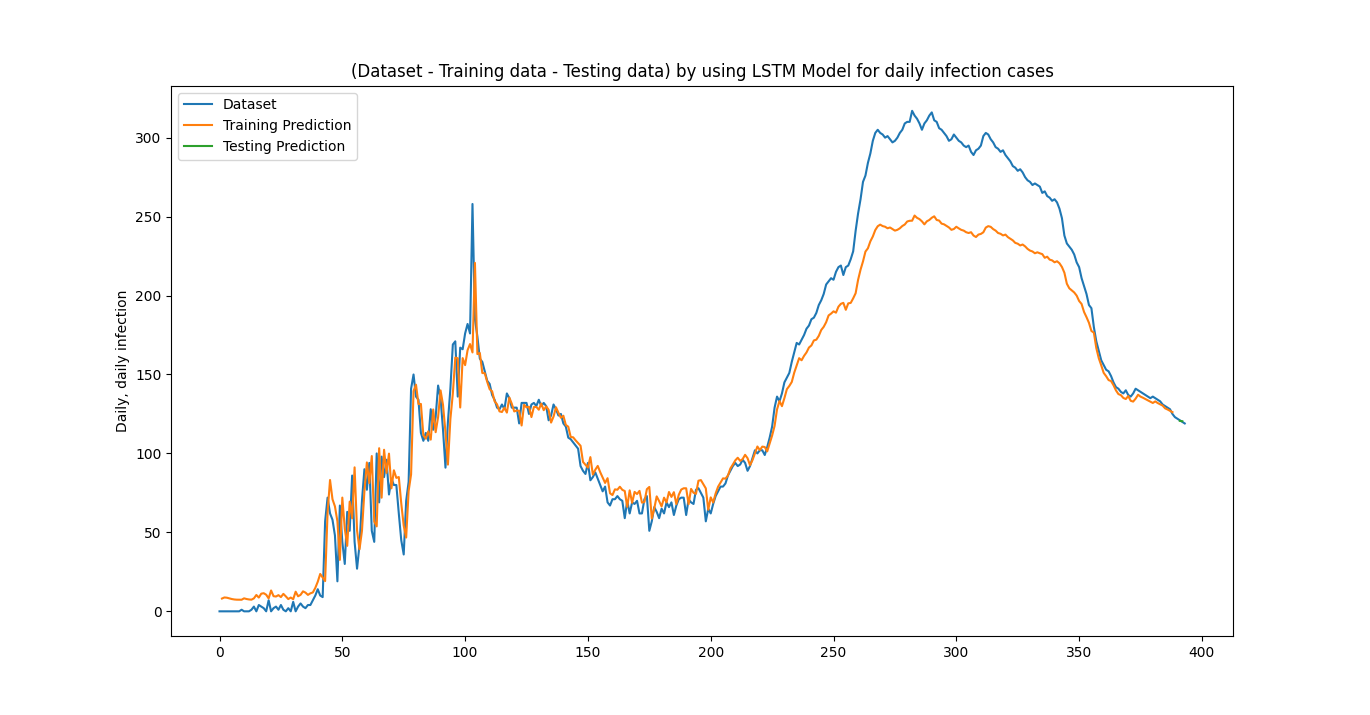 (Dataset - Training data - Testing data) by using LSTM Model for daily infection cases
Dataset
Training Prediction
Testing Prediction
Daily, daily infection
300
250
200
150
100
50
0
0 50 100 150 200 250 300 350 400